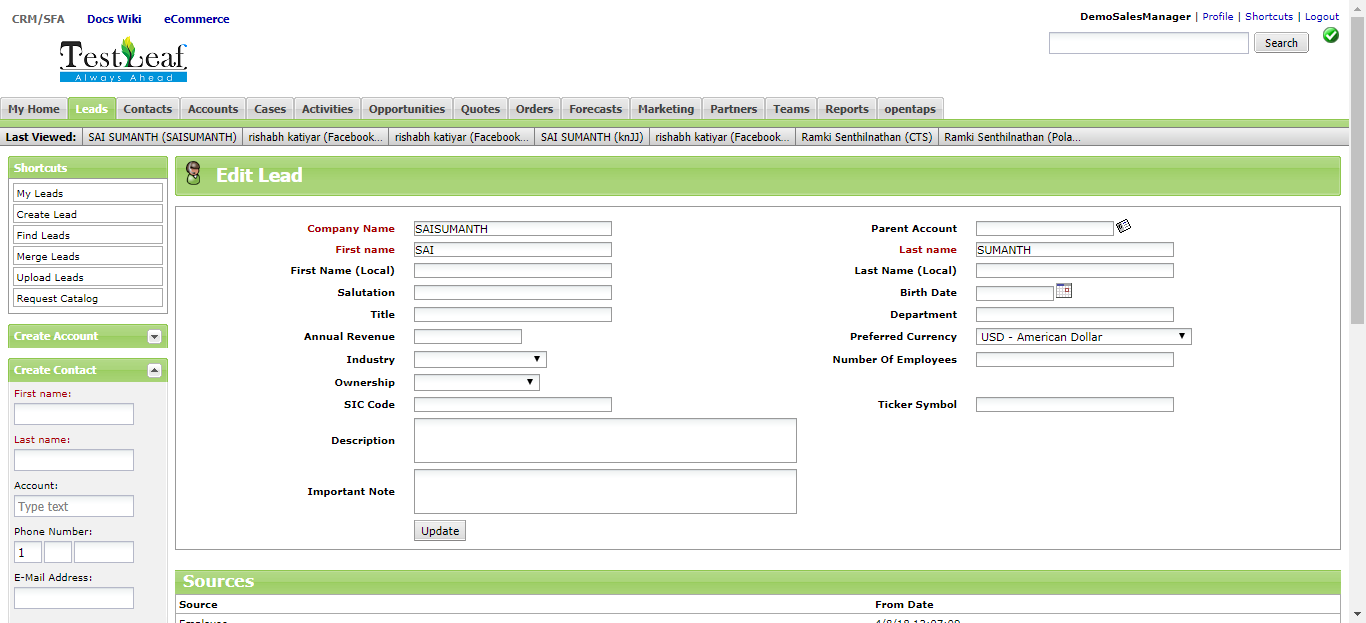 CRM/SFA Docs Wiki eCommerce
DemoSalesManager | Profile | Shortcuts | Logout
Search
TestLeaf
Always Ahead
My Home Leads Contacts Accounts Cases Activities Opportunities Quotes Orders Forecasts Marketing Partners Teams Reports opentaps
Last Viewed: SAI SUMANTH (SAISUMANTH) rishabh katiyar (Facebook... rishabh katiyar (Facebook... SAI SUMANTH (knJJ) rishabh katiyar (Facebook... Ramki Senthilnathan (CTS) Ramki Senthilnathan (Pola...
Shortcuts
My Leads
Create Lead
Find Leads
Merge Leads
Upload Leads
Request Catalog
Create Account
Create Contact
First name:
Last name:
Account:
Type text
Phone Number:
1
E-Mail Address:
Edit Lead
Company Name SAISUMANTH Parent Account
First name SAI Last name SUMANTH
First Name (Local) Last Name (Local)
Salutation Birth Date
Title Department
Annual Revenue Preferred Currency USD - American Dollar
Industry Number Of Employees
Ownership
SIC Code Ticker Symbol
Description
Important Note
Update
Sources
Source From Date
Employee